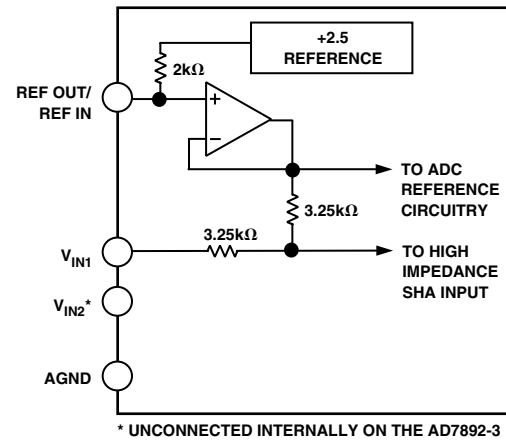 +2.5
REFERENCE
2kΩ
REF OUT/
REF IN
+
−
TO ADC
REFERENCE
CIRCUITRY
3.25kΩ
3.25kΩ
TO HIGH
IMPEDANCE
SHA INPUT
VIN1
VIN2*
AGND
* UNCONNECTED INTERNALLY ON THE AD7892-3